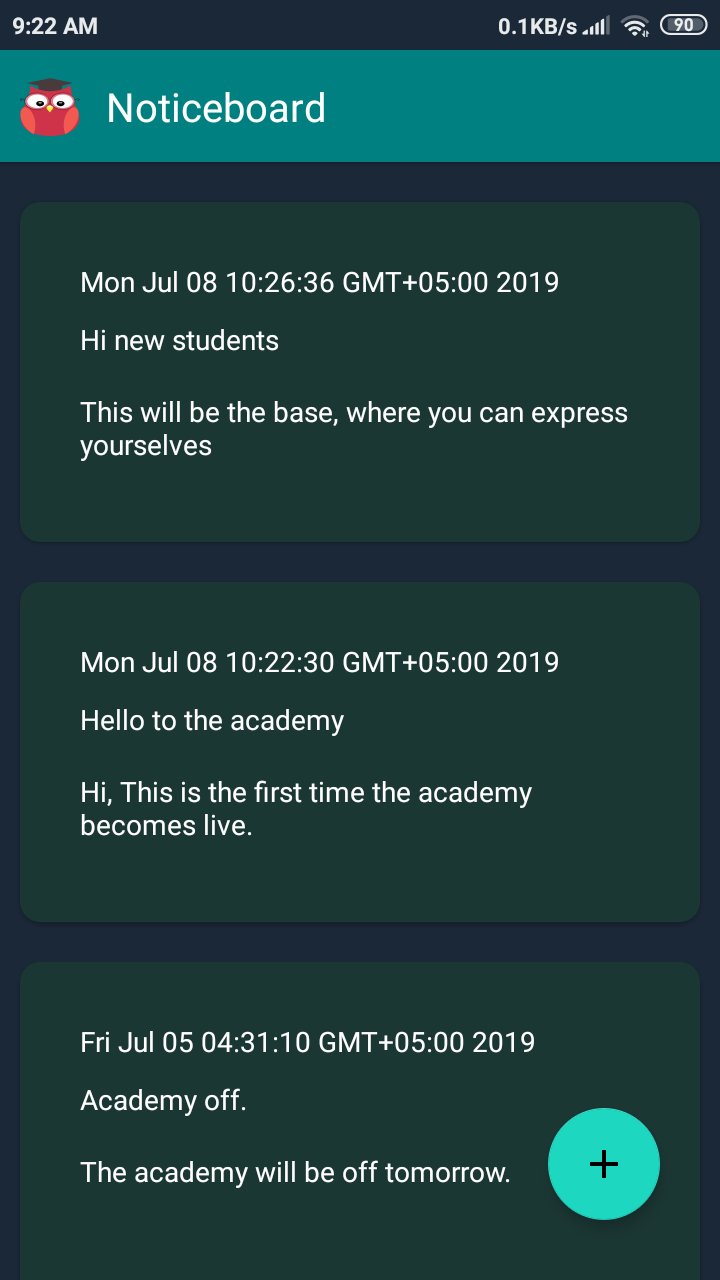 9:22 AM
0.1KB/s
90
Noticeboard
Mon Jul 08 10:26:36 GMT+05:00 2019
Hi new students
This will be the base, where you can express
yourselves
Mon Jul 08 10:22:30 GMT+05:00 2019
Hello to the academy
Hi, This is the first time the academy
becomes live.
Fri Jul 05 04:31:10 GMT+05:00 2019
Academy off.
The academy will be off tomorrow.
+